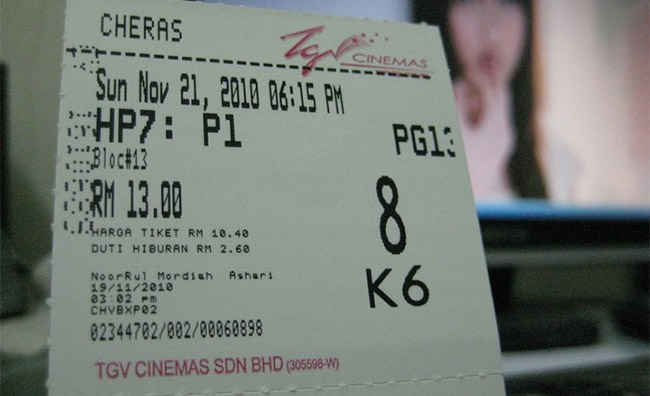 CHERAS
TGV CINEMAS
Sun Nov 21, 2010 06:15 PM
HP7: P1
PG13
Bloc#13
RM 13.00
8
HARGA TIKET RM 10.40
DUTI HIBURAN RM 2.60
K6
NoorRul Mordiah Ashari
19/11/2010
03:02 pm
CHVBXP02
02344702/002/00060898
TGV CINEMAS SDN BHD (305598-W)